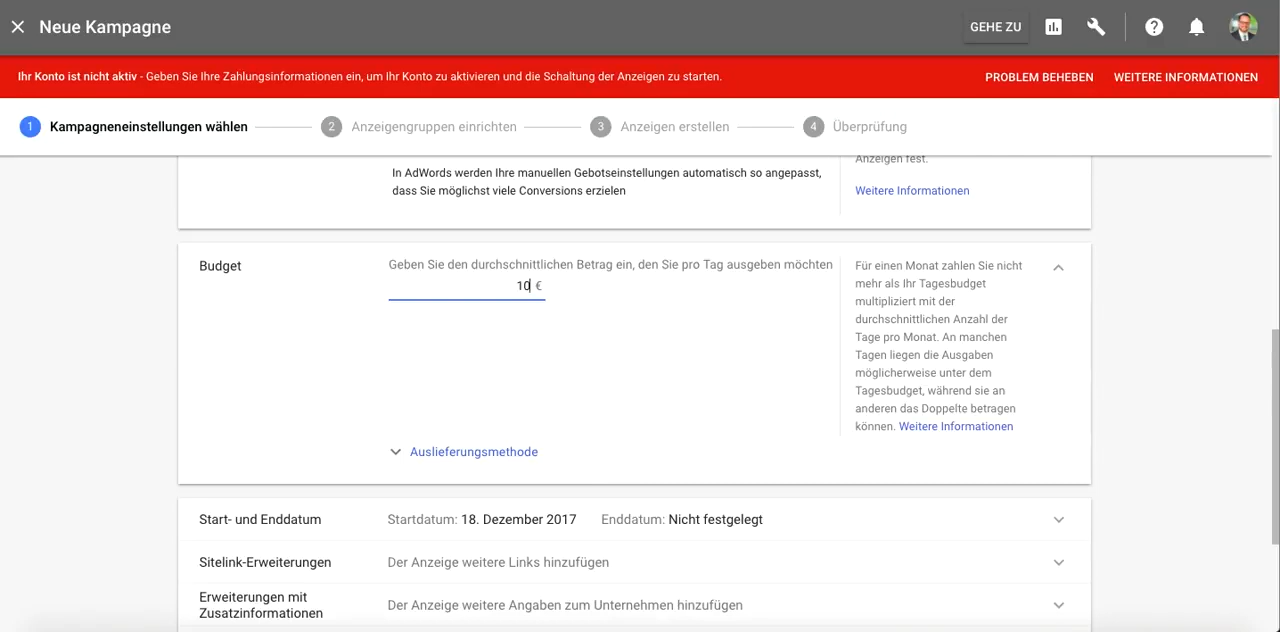 Neue Kampagne
GEHE ZU
Ihr Konto ist nicht aktiv - Geben Sie Ihre Zahlungsinformationen ein, um Ihr Konto zu aktivieren und die Schaltung der Anzeigen zu starten.
PROBLEM BEHEBEN
WEITERE INFORMATIONEN
1 Kampagneneinstellungen wählen
2 Anzeigengruppen einrichten
3 Anzeigen erstellen
4 Überprüfung
In AdWords werden Ihre manuellen Gebotseinstellungen automatisch so angepasst,
dass Sie möglichst viele Conversions erzielen
Anzeigen fest.
Weitere Informationen
Budget
Geben Sie den durchschnittlichen Betrag ein, den Sie pro Tag ausgeben möchten
10 €
Für einen Monat zahlen Sie nicht
mehr als Ihr Tagesbudget
multipliziert mit der
durchschnittlichen Anzahl der
Tage pro Monat. An manchen
Tagen liegen die Ausgaben
möglicherweise unter dem
Tagesbudget, während sie an
anderen das Doppelte betragen
können. Weitere Informationen
Auslieferungsmethode
Start- und Enddatum
Startdatum: 18. Dezember 2017
Enddatum: Nicht festgelegt
Sitelink-Erweiterungen
Der Anzeige weitere Links hinzufügen
Erweiterungen mit
Zusatzinformationen
Der Anzeige weitere Angaben zum Unternehmen hinzufügen